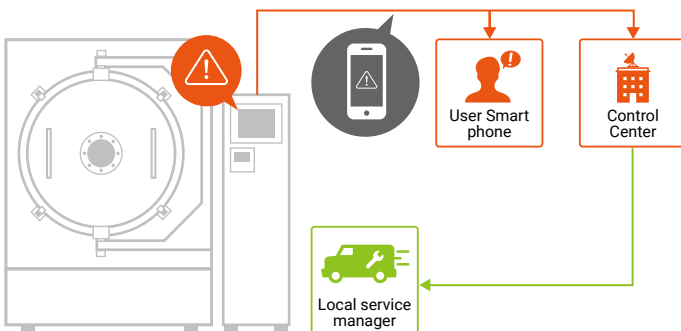 User Smart
phone
Control
Center
Local service
manager